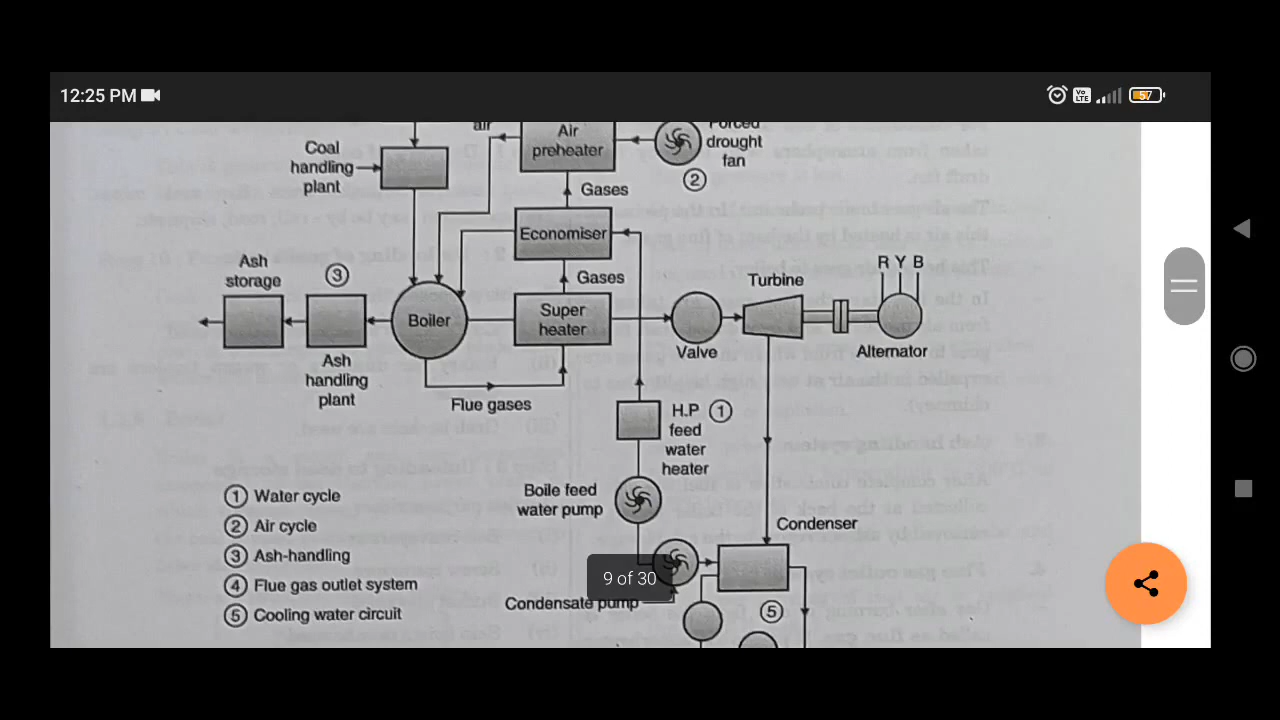 12:25 PM
Vo
LTE
57
air
Air
preheater
Forced
drought
fan
2
Coal
handling
plant
Gases
Economiser
Gases
Ash
storage
3
Boiler
Super
heater
Valve
Turbine
R Y B
Alternator
Ash
handling
plant
Flue gases
H.P
feed
water
heater
1
Boile feed
water pump
Condenser
9 of 30
Condensate pump
5
1 Water cycle
2 Air cycle
3 Ash-handling
4 Flue gas outlet system
5 Cooling water circuit